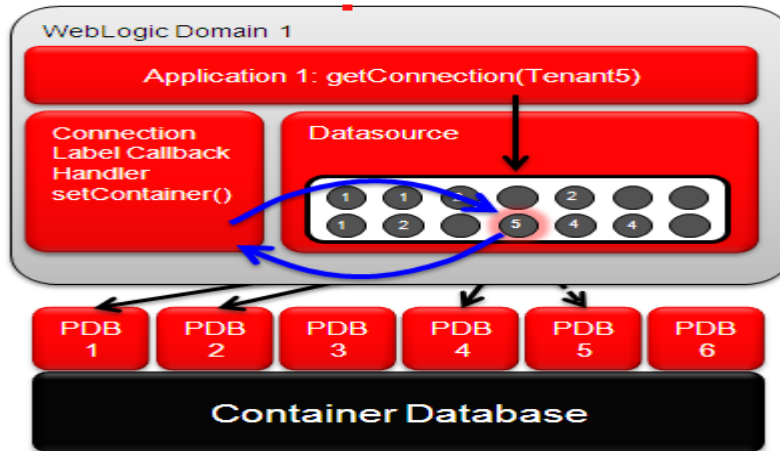 WebLogic Domain 1
Application 1: getConnection(Tenant5)
Connection
Label Callback
Handler
setContainer()
Datasource
1 1 2 2
1 2 5 4 4
PDB
1
PDB
2
PDB
3
PDB
4
PDB
5
PDB
6
Container Database